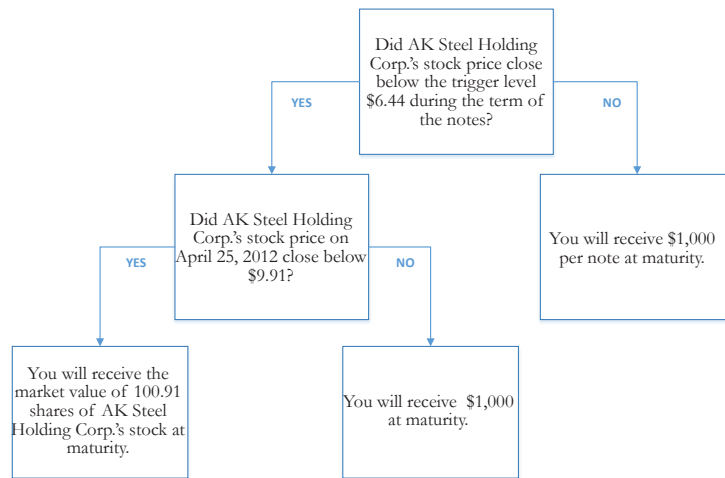 Did AK Steel Holding
Corp.'s stock price close
below the trigger level
$6.44 during the term of
the notes?
YES
NO
Did AK Steel Holding
Corp.'s stock price on
April 25, 2012 close below
$9.91?
You will receive $1,000
per note at maturity.
YES
NO
You will receive the
market value of 100.91
shares of AK Steel
Holding Corp.'s stock at
maturity.
You will receive $1,000
at maturity.